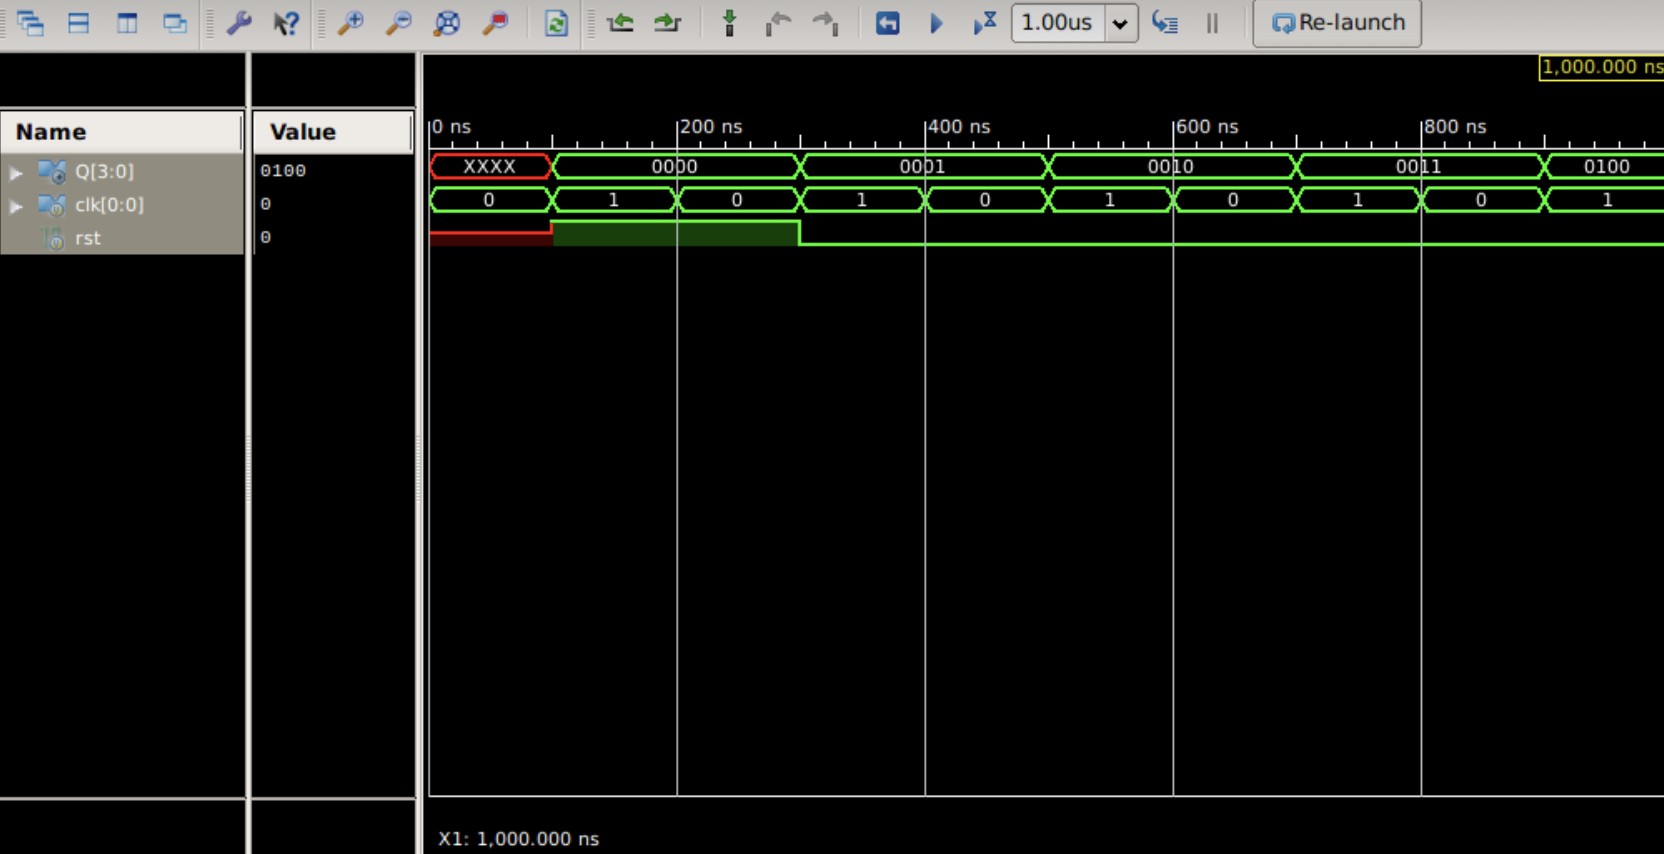 1.00us Re-launch
1,000.000 ns
Name Value
0 ns 200 ns 400 ns 600 ns 800 ns
Q[3:0] 0100 XXXX 0000 0001 0010 0011 0100
clk[0:0] 0 0 1 0 1 0 1 0 1 0 1
rst 0
X1: 1,000.000 ns